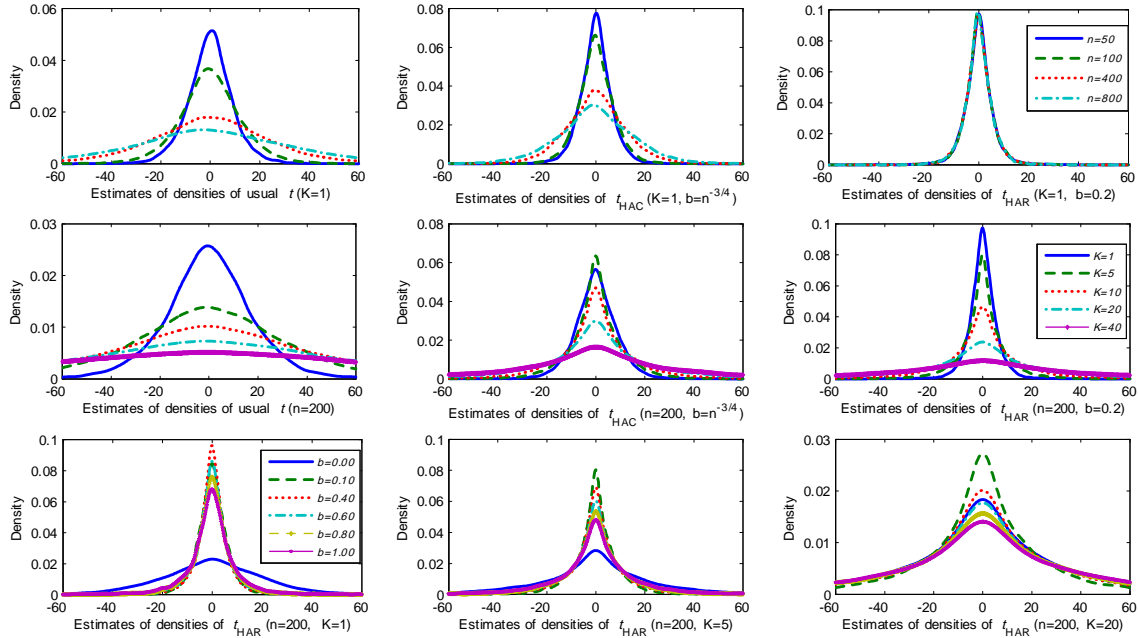 0.06
0.04
0.02
0
Density
-60 -40 -20 0 20 40 60
Estimates of densities of usual t (K=1)
0.08
0.06
0.04
0.02
0
Density
-60 -40 -20 0 20 40 60
Estimates of densities of t_HAC (K=1, b=n^-3/4)
0.1
0.08
0.06
0.04
0.02
0
Density
n=50
n=100
n=400
n=800
-60 -40 -20 0 20 40 60
Estimates of densities of t_HAR (K=1, b=0.2)
0.03
0.02
0.01
0
Density
-60 -40 -20 0 20 40 60
Estimates of densities of usual t (n=200)
0.08
0.06
0.04
0.02
0
Density
-60 -40 -20 0 20 40 60
Estimates of densities of t_HAC (n=200, b=n^-3/4)
0.1
0.08
0.06
0.04
0.02
0
Density
K=1
K=5
K=10
K=20
K=40
-60 -40 -20 0 20 40 60
Estimates of densities of t_HAR (n=200, b=0.2)
0.1
0.08
0.06
0.04
0.02
0
Density
b=0.00
b=0.10
b=0.40
b=0.60
b=0.80
b=1.00
-60 -40 -20 0 20 40 60
Estimates of densities of t_HAR (n=200, K=1)
0.1
0.08
0.06
0.04
0.02
0
Density
-60 -40 -20 0 20 40 60
Estimates of densities of t_HAR (n=200, K=5)
0.03
0.02
0.01
0
Density
-60 -40 -20 0 20 40 60
Estimates of densities of t_HAR (n=200, K=20)